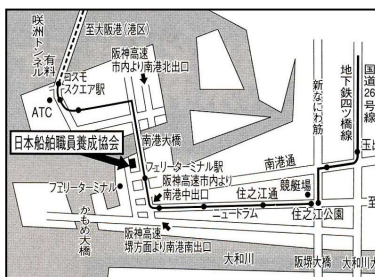 至大阪港(港区)
咲洲トンネル
有料
コスモ
スクエア駅
ATC
阪神高速
市内より南港北出口
日本船舶職員養成協会
南港大橋
フェリーターミナル駅
阪神高速市内より
南港中出口
フェリーターミナル
かもめ大橋
阪神高速
堺方面より南港南出口
ニュートラム
南港通
住之江通
競艇場
住之江公園
新なにわ筋
地下鉄四ツ橋線
国道26号線
玉出
至
大和川
阪堺大橋
大和川大